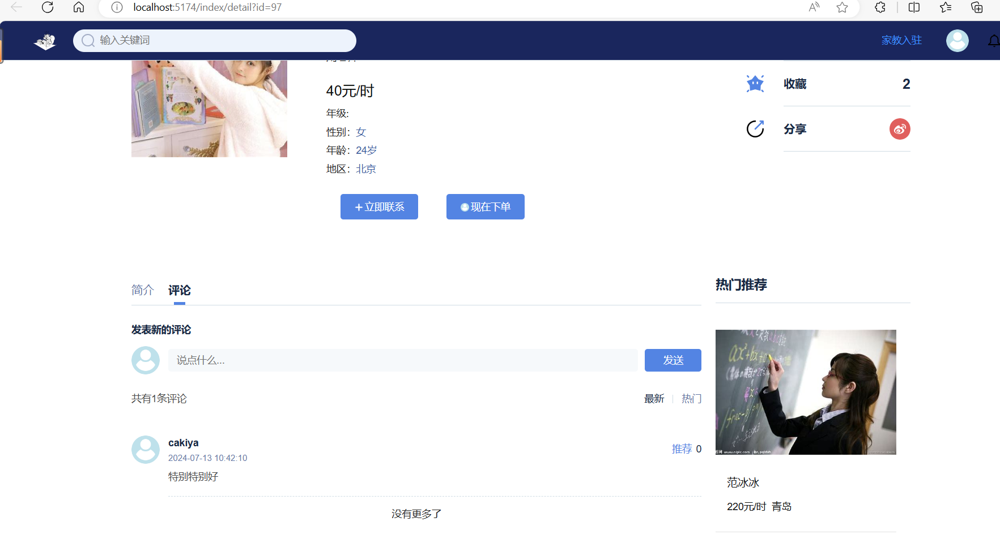 localhost:5174/index/detail?id=97
输入关键词
家教入驻
40元/时
年级:
性别：女
年龄：24岁
地区：北京
立即联系
现在下单
收藏 2
分享
简介 评论
发表新的评论
说点什么...
发送
共有1条评论
最新 热门
cakiya
2024-07-13 10:42:10
推荐 0
特别特别好
没有更多了
热门推荐
ax²+bx+c
www.nipic.com
范冰冰
220元/时 青岛